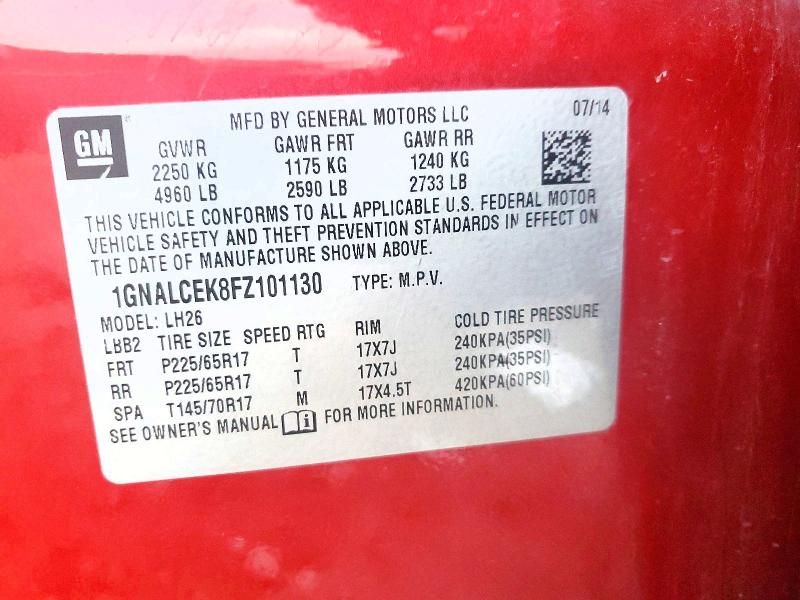 GM
MFD BY GENERAL MOTORS LLC 07/14
GVWR GAWR FRT GAWR RR
2250 KG 1175 KG 1240 KG
4960 LB 2590 LB 2733 LB
THIS VEHICLE CONFORMS TO ALL APPLICABLE U.S. FEDERAL MOTOR
VEHICLE SAFETY AND THEFT PREVENTION STANDARDS IN EFFECT ON
THE DATE OF MANUFACTURE SHOWN ABOVE.
1GNALCEK8FZ101130 TYPE: M.P.V.
MODEL: LH26
LBB2 TIRE SIZE SPEED RTG RIM COLD TIRE PRESSURE
FRT P225/65R17 T 17X7J 240KPA(35PSI)
RR P225/65R17 T 17X7J 240KPA(35PSI)
SPA T145/70R17 M 17X4.5T 420KPA(60PSI)
SEE OWNER'S MANUAL i FOR MORE INFORMATION.